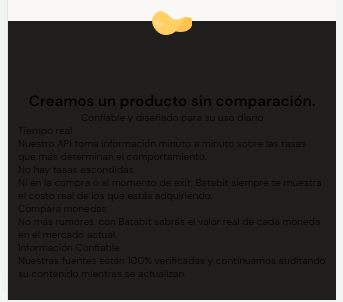 Creamos un producto sin comparación.
Confiable y diseñado para su uso diario
Tiempo real
Nuestro API toma información minuto a minuto sobre las tasas
que más determinan el comportamiento.
No hay tasas escondidas
Ni en la compra o al momento de exit, Batabit siempre te muestra
el costo real de los que estás adquiriendo.
Compara monedas
No más rumores, con Batabit sabrás el valor real de cada moneda
en el mercado actual.
Información Confiable
Nuestras fuentes están 100% verificadas y continuamos auditando
su contenido mientras se actualizan.